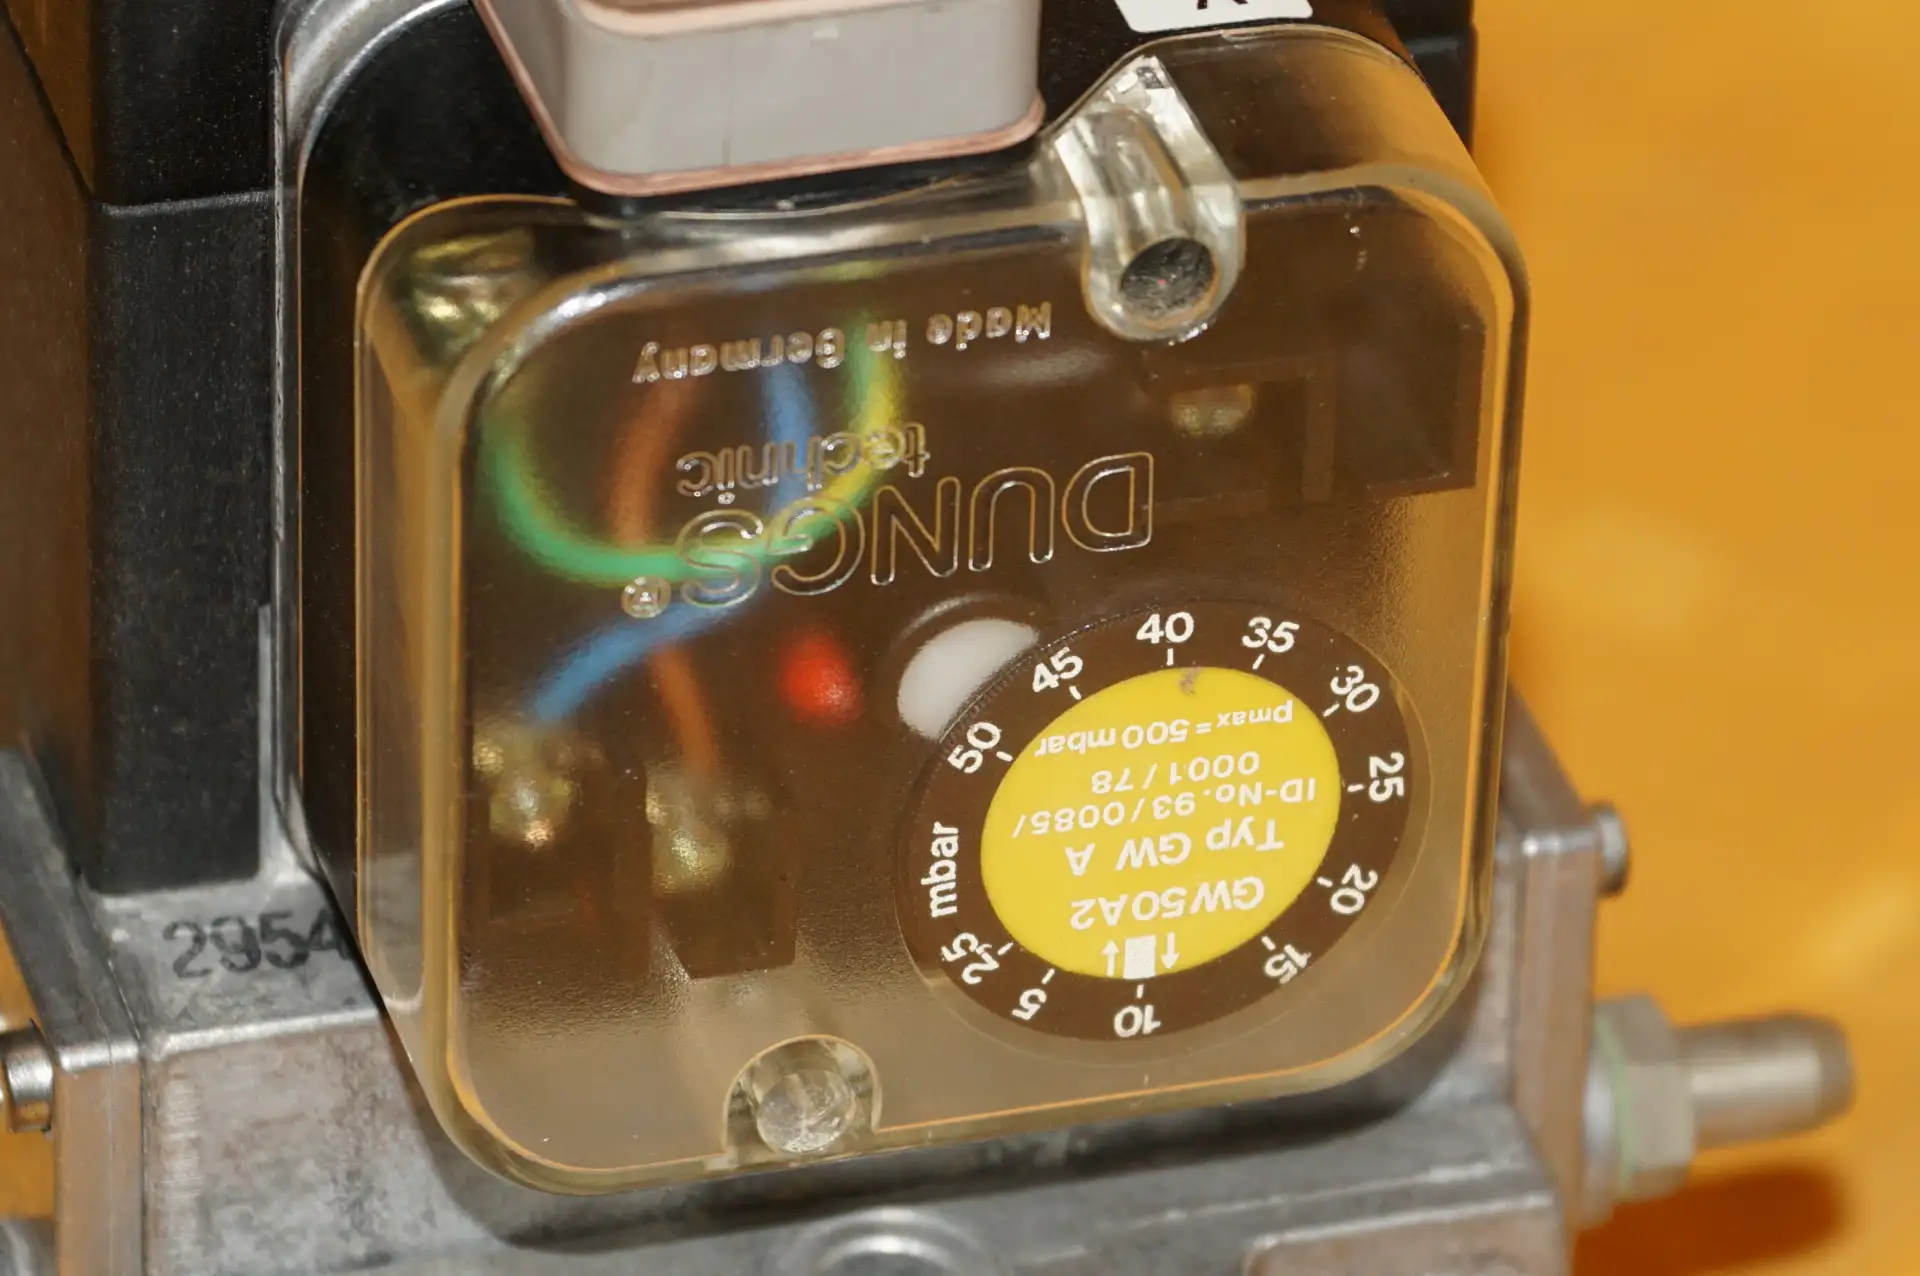 Made in Germany
technic
DUNGS®
40
35
30
25
20
15
10
5
2,5
mbar
50
45
pmax = 500 mbar
0001 / 78
ID-No. 93 / 0085 /
Typ GW A
GW50A2
↓ ↑
2954